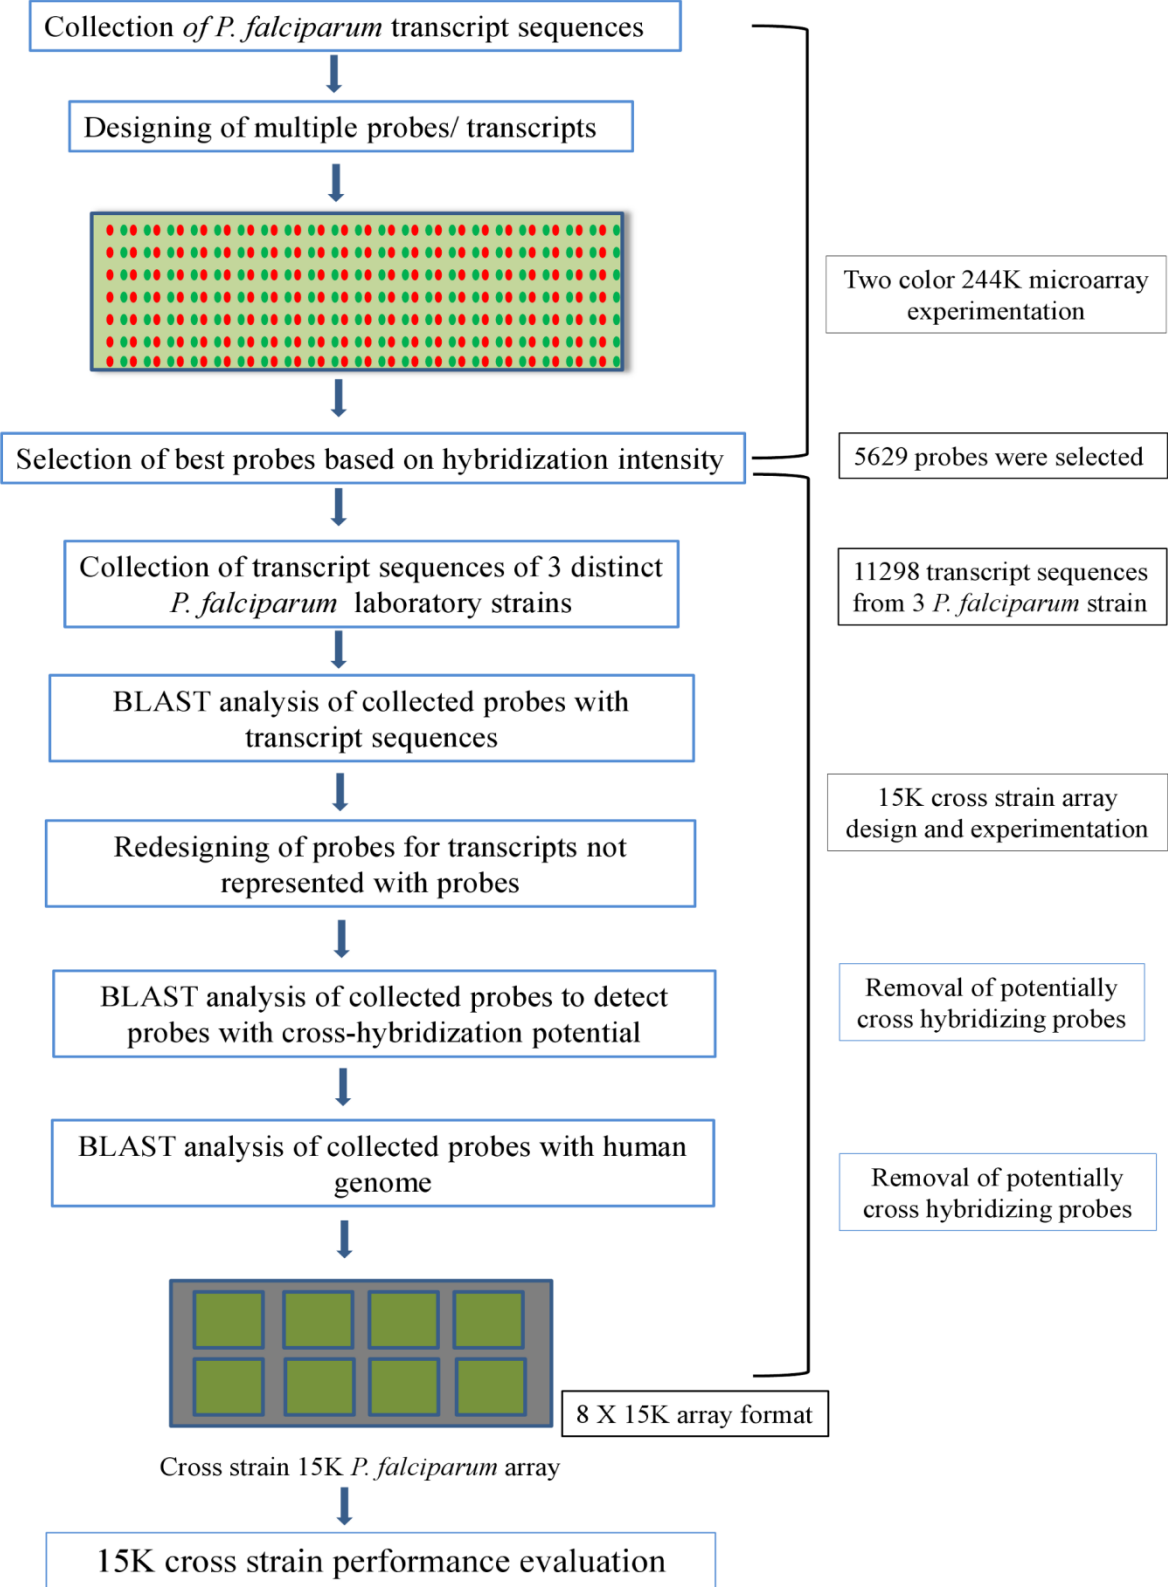 Collection of P. falciparum transcript sequences
Designing of multiple probes/ transcripts
Two color 244K microarray
experimentation
Selection of best probes based on hybridization intensity
5629 probes were selected
Collection of transcript sequences of 3 distinct
P. falciparum laboratory strains
11298 transcript sequences
from 3 P. falciparum strain
BLAST analysis of collected probes with
transcript sequences
15K cross strain array
design and experimentation
Redesigning of probes for transcripts not
represented with probes
BLAST analysis of collected probes to detect
probes with cross-hybridization potential
Removal of potentially
cross hybridizing probes
BLAST analysis of collected probes with human
genome
Removal of potentially
cross hybridizing probes
8 X 15K array format
Cross strain 15K P. falciparum array
15K cross strain performance evaluation